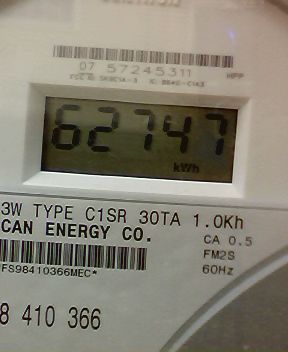 07 57245311
HPP
62747
kWh
3W TYPE C1SR 30TA 1.0Kh
CAN ENERGY CO.
CA 0.5
FM2S
60Hz
FS98410366MEC*
8 410 366